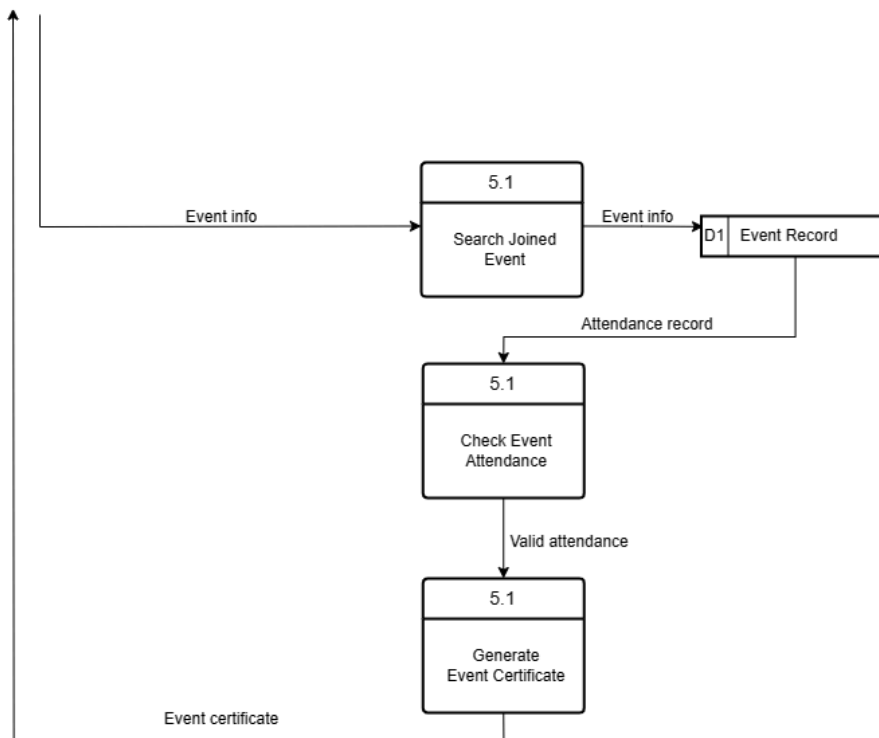 5.1
Event info
Event info
Search Joined
Event
D1
Event Record
Attendance record
5.1
Check Event
Attendance
Valid attendance
5.1
Generate
Event Certificate
Event certificate